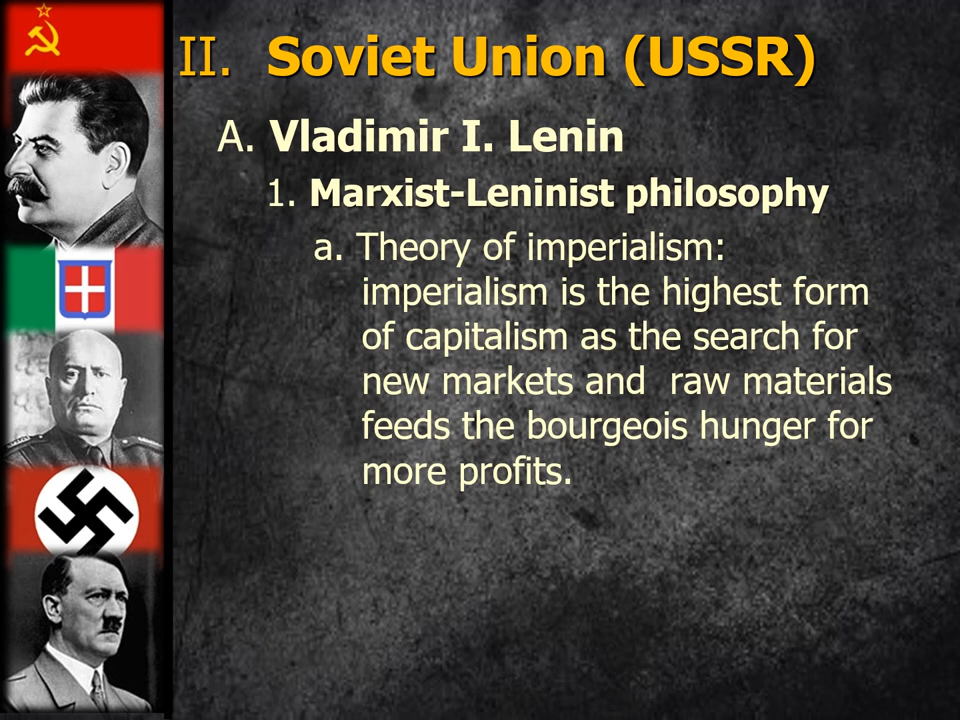 II. Soviet Union (USSR)
A. Vladimir I. Lenin
1. Marxist-Leninist philosophy
a. Theory of imperialism:
imperialism is the highest form
of capitalism as the search for
new markets and  raw materials
feeds the bourgeois hunger for
more profits.